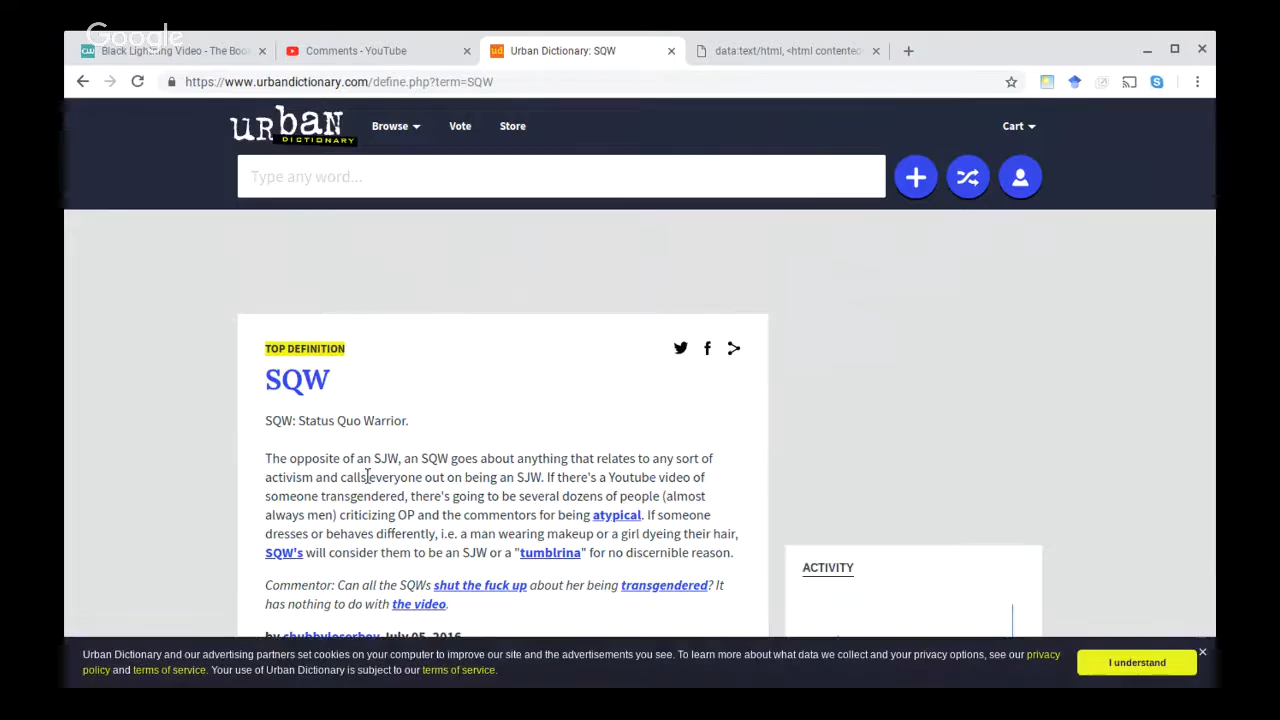 Google
Black Lightning Video - The Boo
Comments - YouTube
ud
Urban Dictionary: SQW
data:text/html, <html contented
https://www.urbandictionary.com/define.php?term=SQW
urban
DICTIONARY
Browse
Vote
Store
Cart
Type any word...
TOP DEFINITION
SQW
SQW: Status Quo Warrior.
The opposite of an SJW, an SQW goes about anything that relates to any sort of
activism and calls everyone out on being an SJW. If there's a Youtube video of
someone transgendered, there's going to be several dozens of people (almost
always men) criticizing OP and the commentors for being atypical. If someone
dresses or behaves differently, i.e. a man wearing makeup or a girl dyeing their hair,
SQW's will consider them to be an SJW or a "tumblrina" for no discernible reason.
Commentor: Can all the SQWs shut the fuck up about her being transgendered? It
has nothing to do with the video.
by chubbyloserboy July 05, 2016
ACTIVITY
Urban Dictionary and our advertising partners set cookies on your computer to improve our site and the advertisements you see. To learn more about what data we collect and your privacy options, see our privacy
policy and terms of service. Your use of Urban Dictionary is subject to our terms of service.
I understand